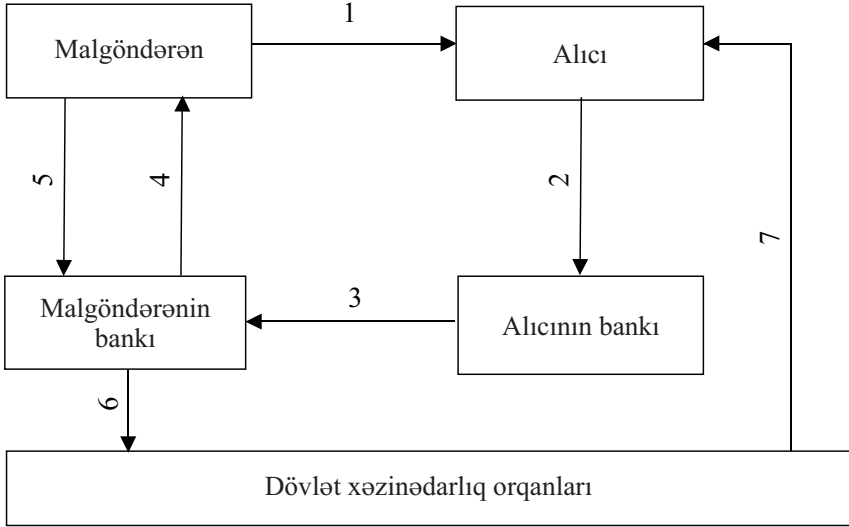 1
Malgöndərən
Alıcı
5
4
2
7
3
Malgöndərənin
bankı
Alıcının bankı
6
Dövlət xəzinədarlıq orqanları